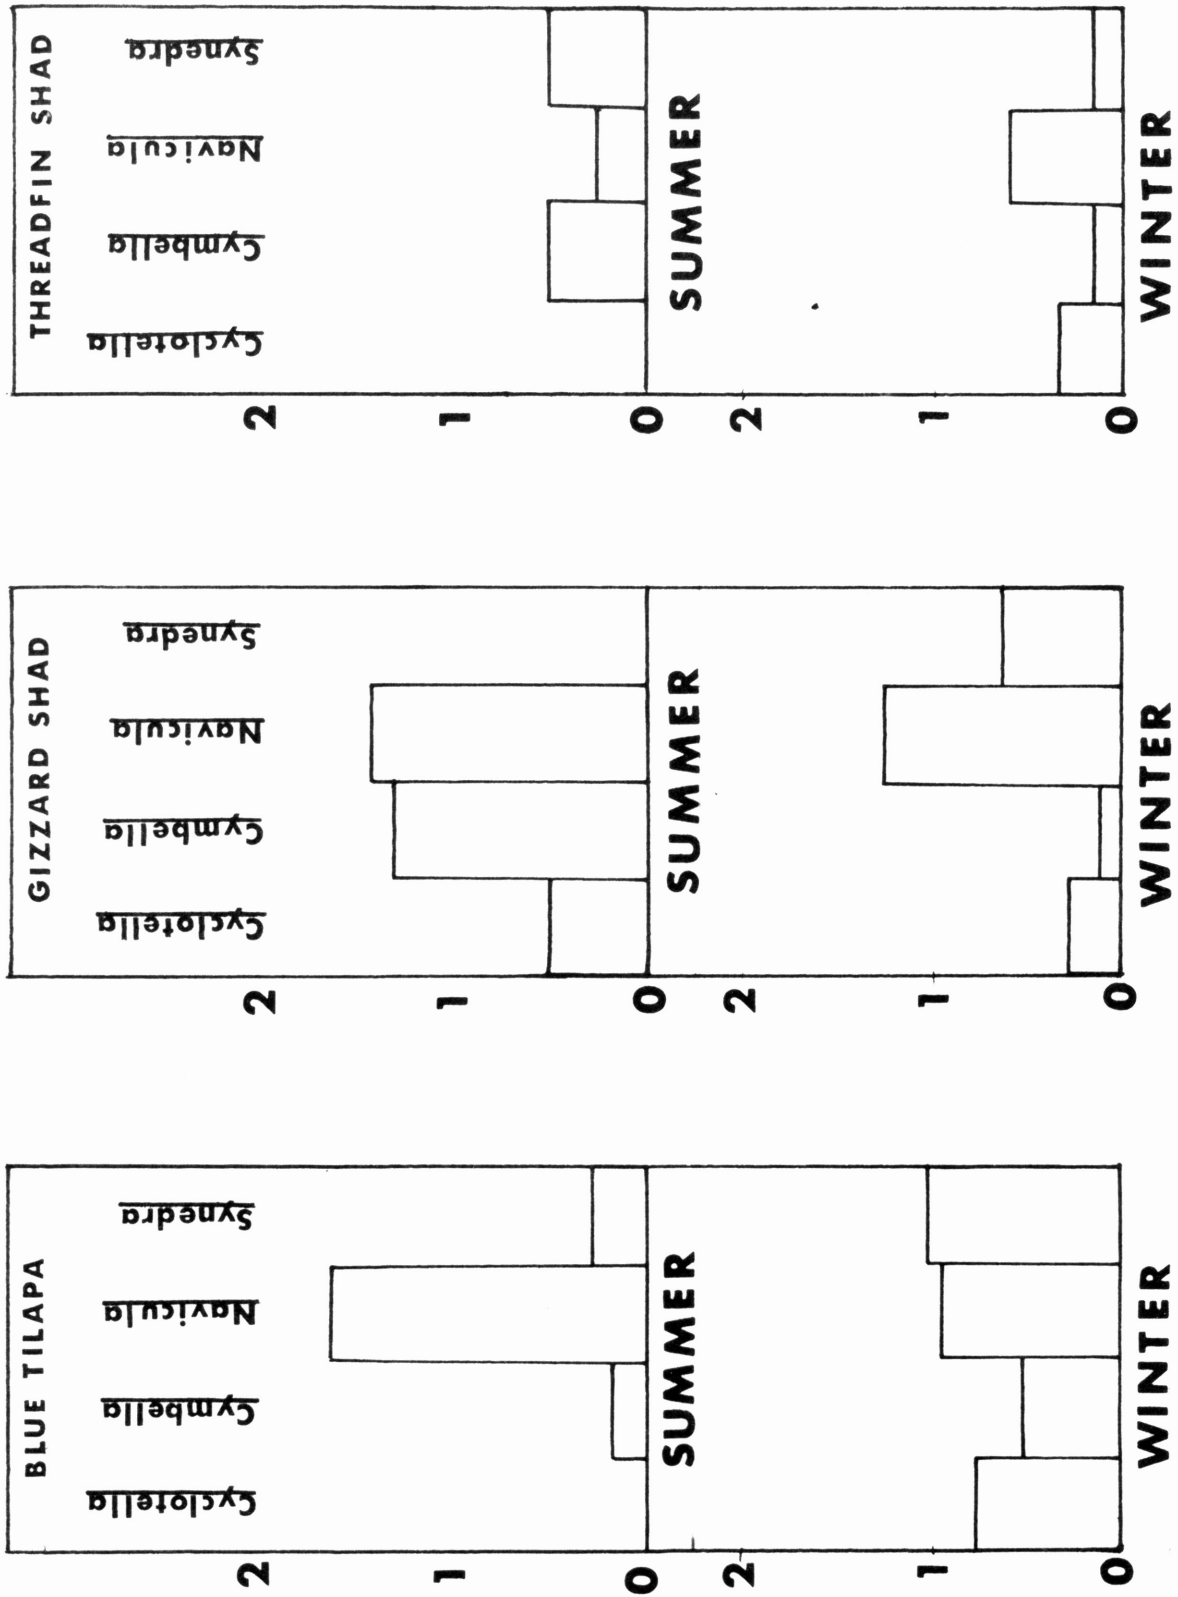 BLUE TILAPA
Cyclotella
Cymbella
Navicula
Synedra
2
1
0
SUMMER
2
1
0
WINTER
GIZZARD SHAD
Cyclotella
Cymbella
Navicula
Synedra
2
1
0
SUMMER
2
1
0
WINTER
THREADFIN SHAD
Cyclotella
Cymbella
Navicula
Synedra
2
1
0
SUMMER
2
1
0
WINTER